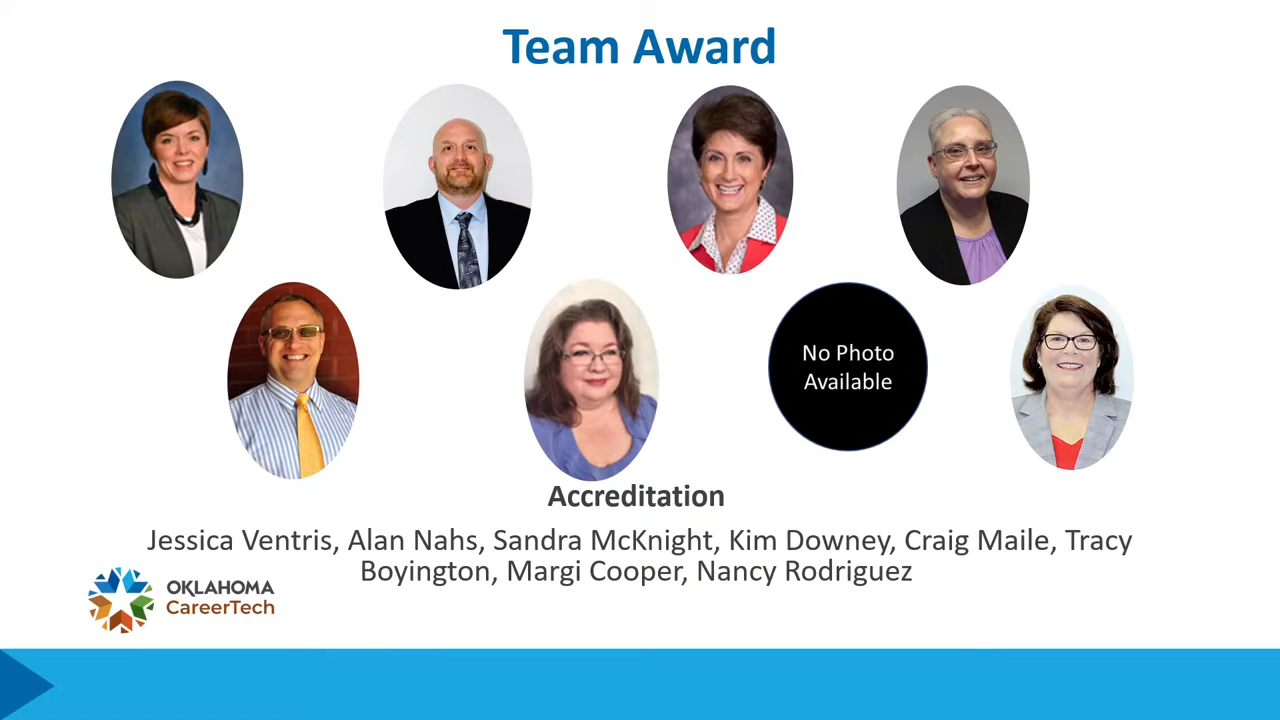 Team Award
No Photo
Available
Accreditation
Jessica Ventris, Alan Nahs, Sandra McKnight, Kim Downey, Craig Maile, Tracy
Boyington, Margi Cooper, Nancy Rodriguez
OKLAHOMA
CareerTech